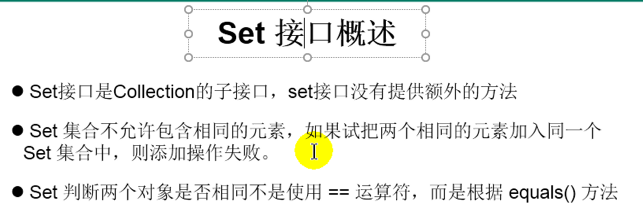 Set 接口概述
● Set接口是Collection的子接口，set接口没有提供额外的方法
● Set 集合不允许包含相同的元素，如果试把两个相同的元素加入同一个
Set 集合中，则添加操作失败。
● Set 判断两个对象是否相同不是使用 == 运算符，而是根据 equals() 方法